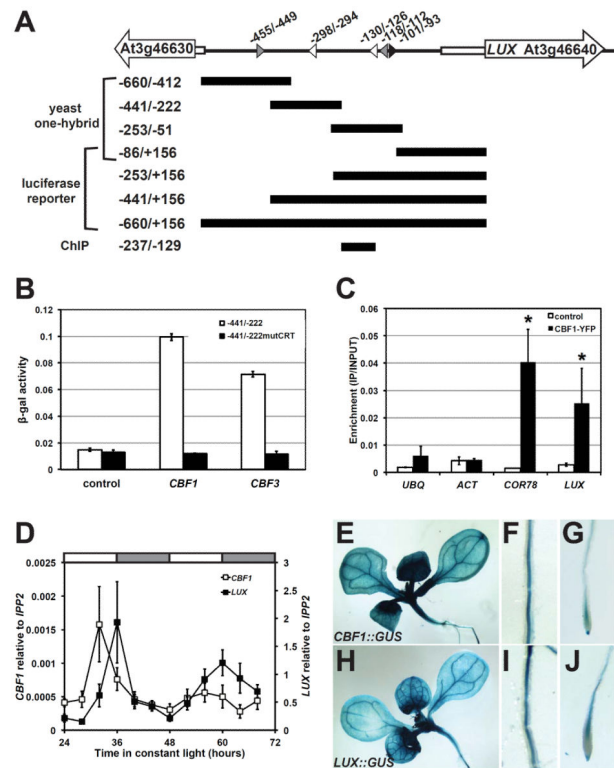 A
-455/-449
-298/-294
-130/-126
-118/-112
-101/-93
At3g46630
LUX At3g46640
yeast
one-hybrid
luciferase
reporter
-660/-412
-441/-222
-253/-51
-86/+156
-253/+156
-441/+156
-660/+156
ChIP
-237/-129
B
β-gal activity
0.12
0.1
0.08
0.06
0.04
0.02
0
-441/-222
-441/-222mutCRT
control
CBF1
CBF3
C
Enrichment (IP/INPUT)
0.06
0.05
0.04
0.03
0.02
0.01
0
control
CBF1-YFP
*
*
UBQ
ACT
COR78
LUX
D
CBF1 relative to IPP2
0.0025
0.002
0.0015
0.001
0.0005
0
CBF1
LUX
3
2.5
2
1.5
1
0.5
0
LUX relative to IPP2
24
36
48
60
72
Time in constant light (hours)
E
F
G
CBF1::GUS
H
I
J
LUX::GUS